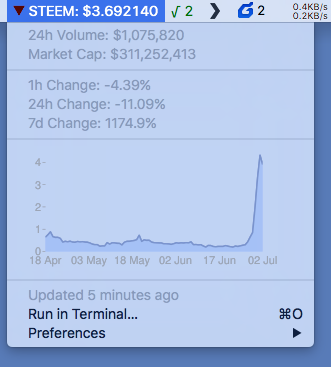 ▼ STEEM: $3.692140 √ 2 ❯ G 2 0.4KB/s
0.2KB/s
24h Volume: $1,075,820
Market Cap: $311,252,413
1h Change: -4.39%
24h Change: -11.09%
7d Change: 1174.9%
4
3
2
1
0
18 Apr 03 May 18 May 02 Jun 17 Jun 02 Jul
Updated 5 minutes ago
Run in Terminal... ⌘O
Preferences ▶